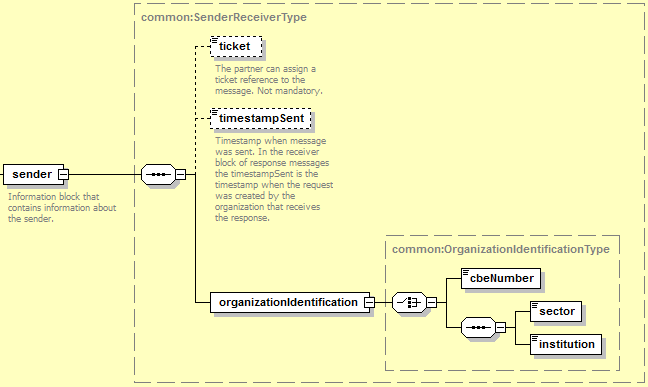 common:SenderReceiverType
ticket
The partner can assign a
ticket reference to the
message. Not mandatory.
timestampSent
Timestamp when message
was sent. In the receiver
block of response messages
the timestampSent is the
timestamp when the request
was created by the
organization that receives
the response.
sender
Information block that
contains information about
the sender.
common:OrganizationIdentificationType
cbeNumber
organizationIdentification
sector
institution